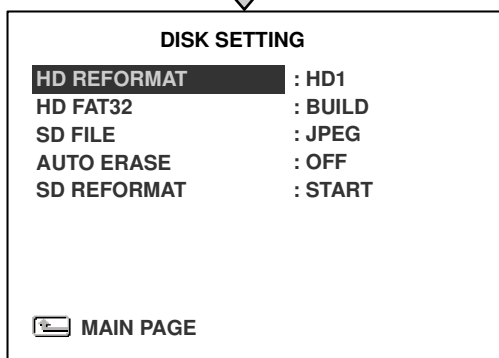 DISK SETTING
HD REFORMAT : HD1
HD FAT32 : BUILD
SD FILE : JPEG
AUTO ERASE : OFF
SD REFORMAT : START
MAIN PAGE